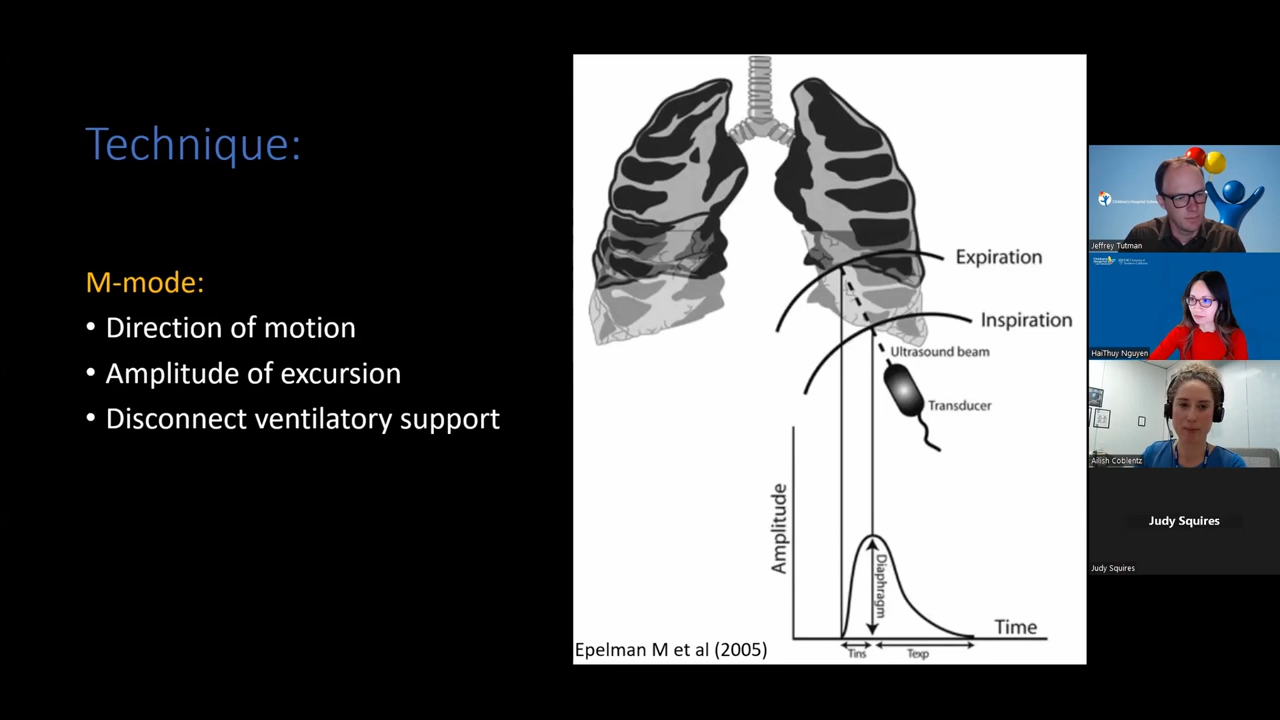 Technique:
M-mode:
• Direction of motion
• Amplitude of excursion
• Disconnect ventilatory support
Expiration
Inspiration
Ultrasound beam
Transducer
Amplitude
Diaphragm
Time
Tins
Texp
Epelman M et al (2005)
Jeffrey Tutman
HaiThuy Nguyen
Ailish Coblentz
Judy Squires
Judy Squires